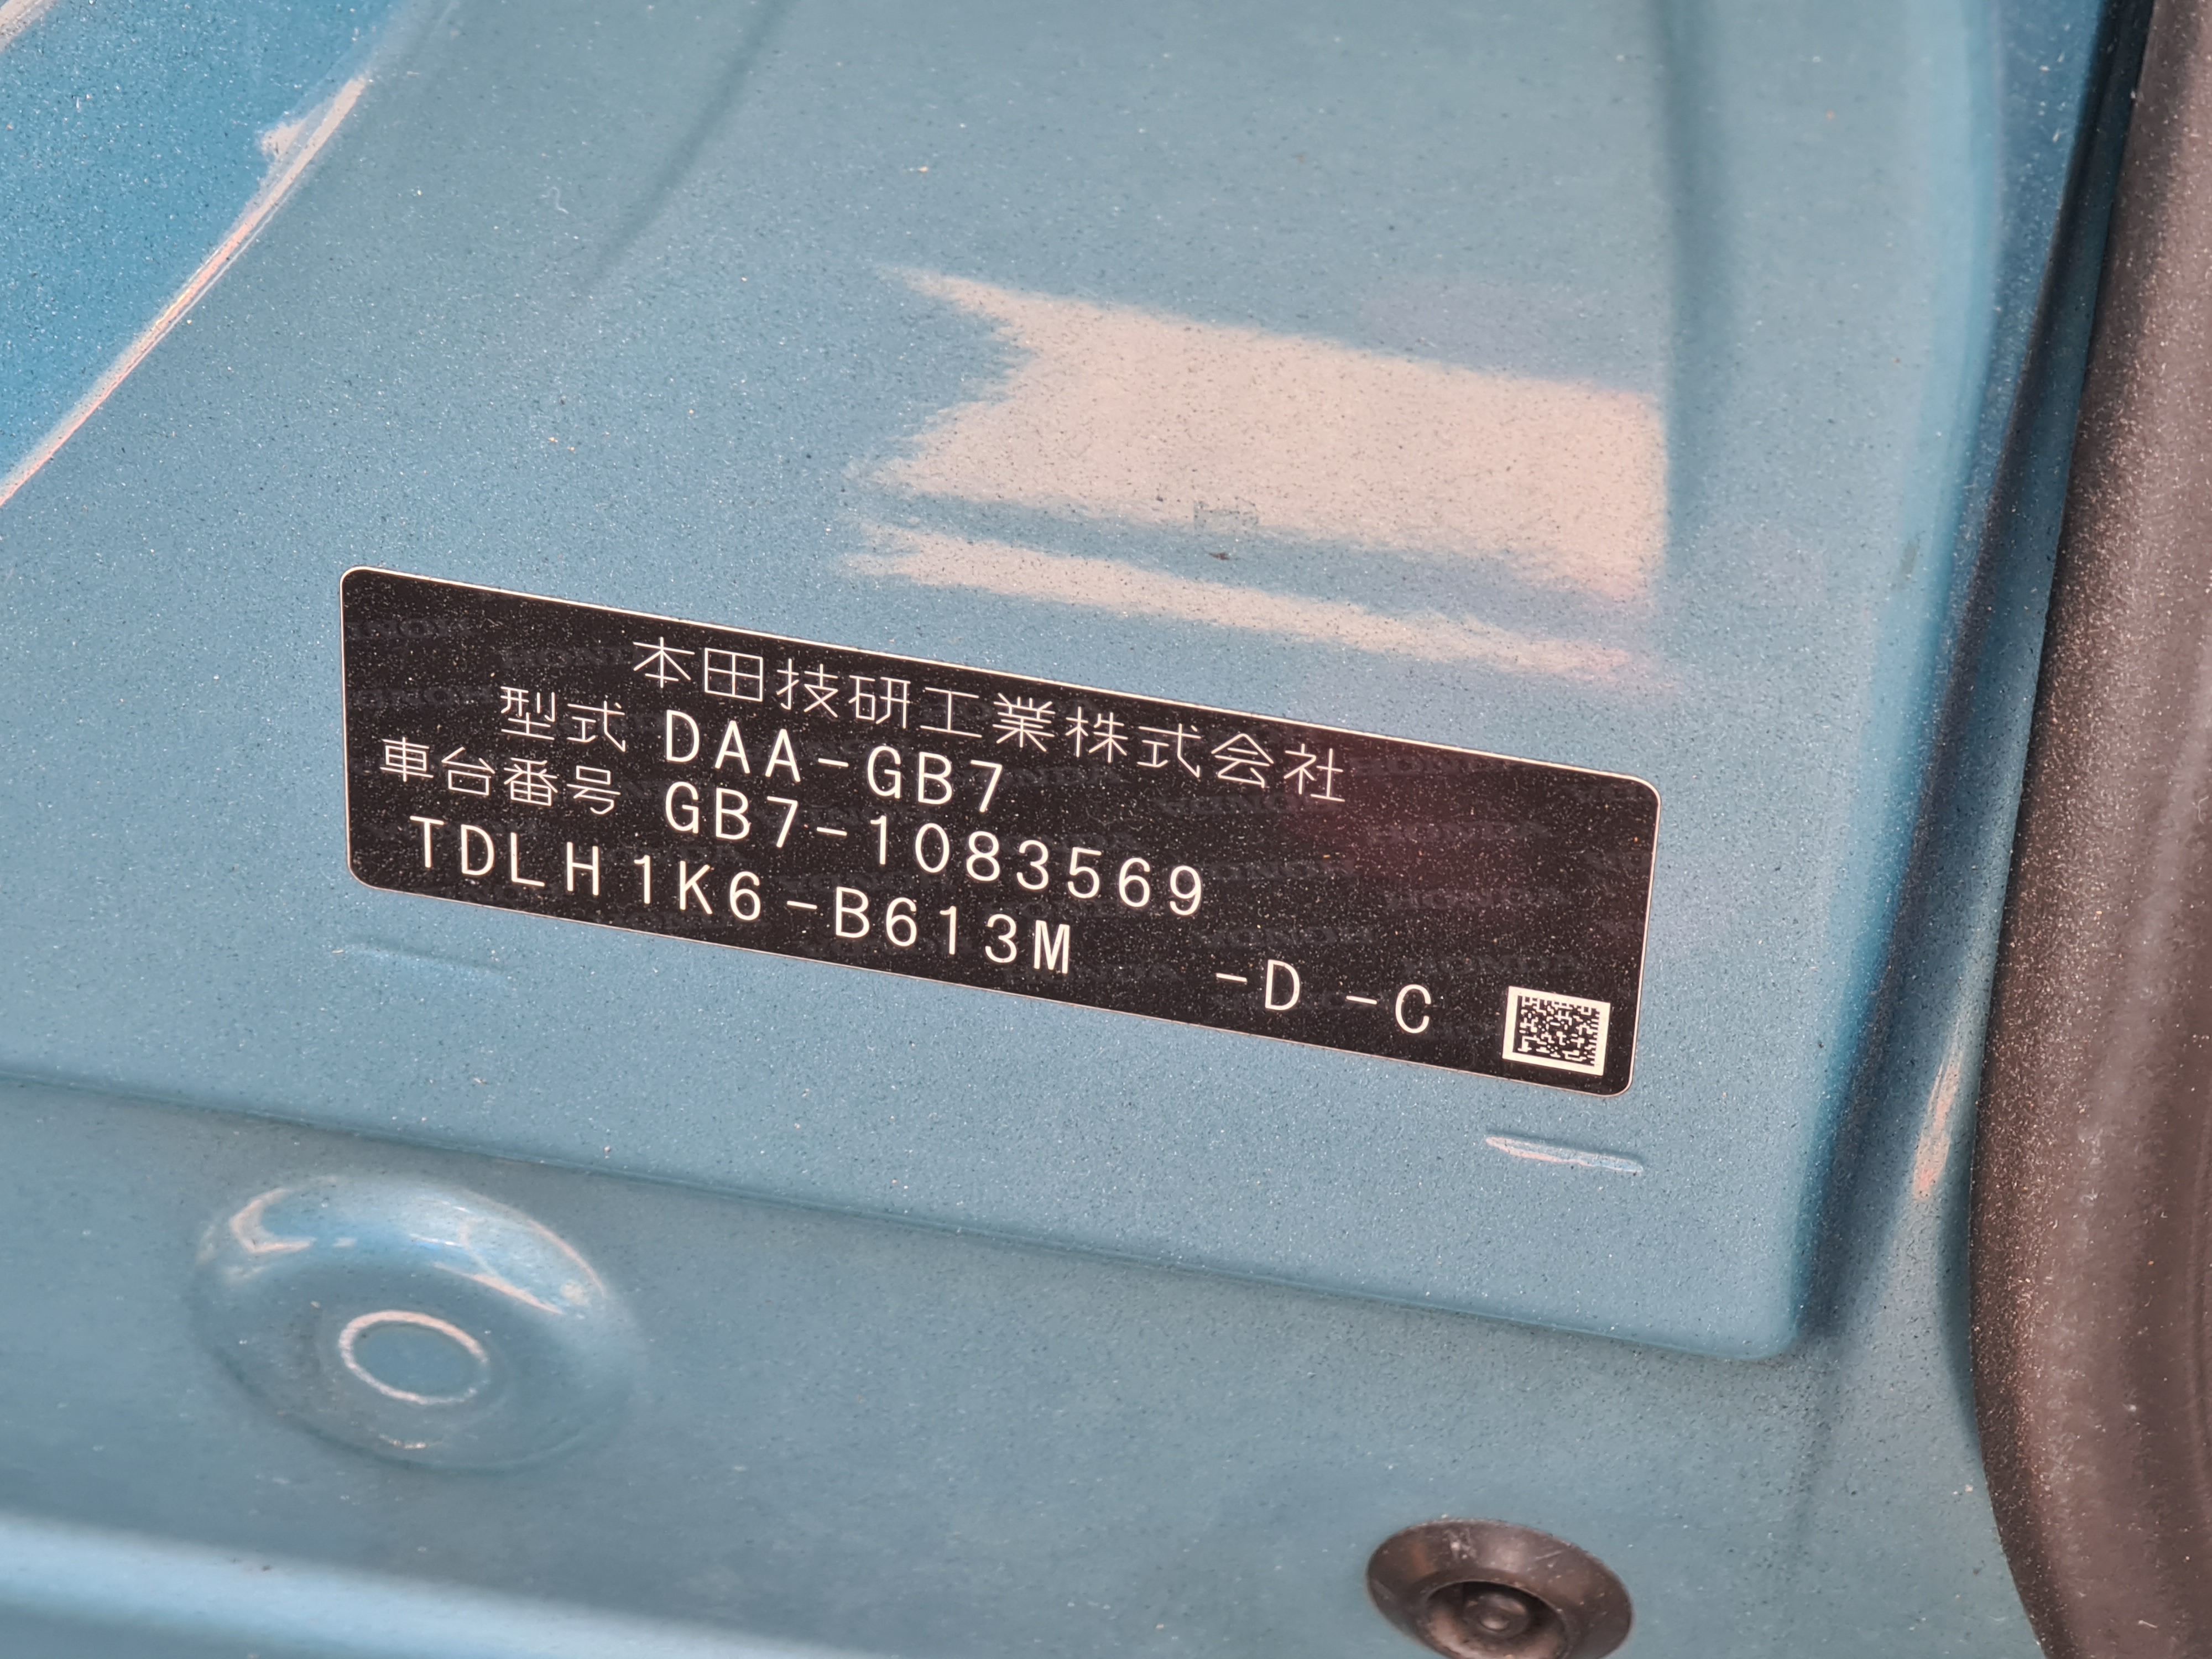 本田技研工業株式会社
型式 DAA-GB7
車台番号 GB7-1083569
TDLH1K6-B613M -D -C